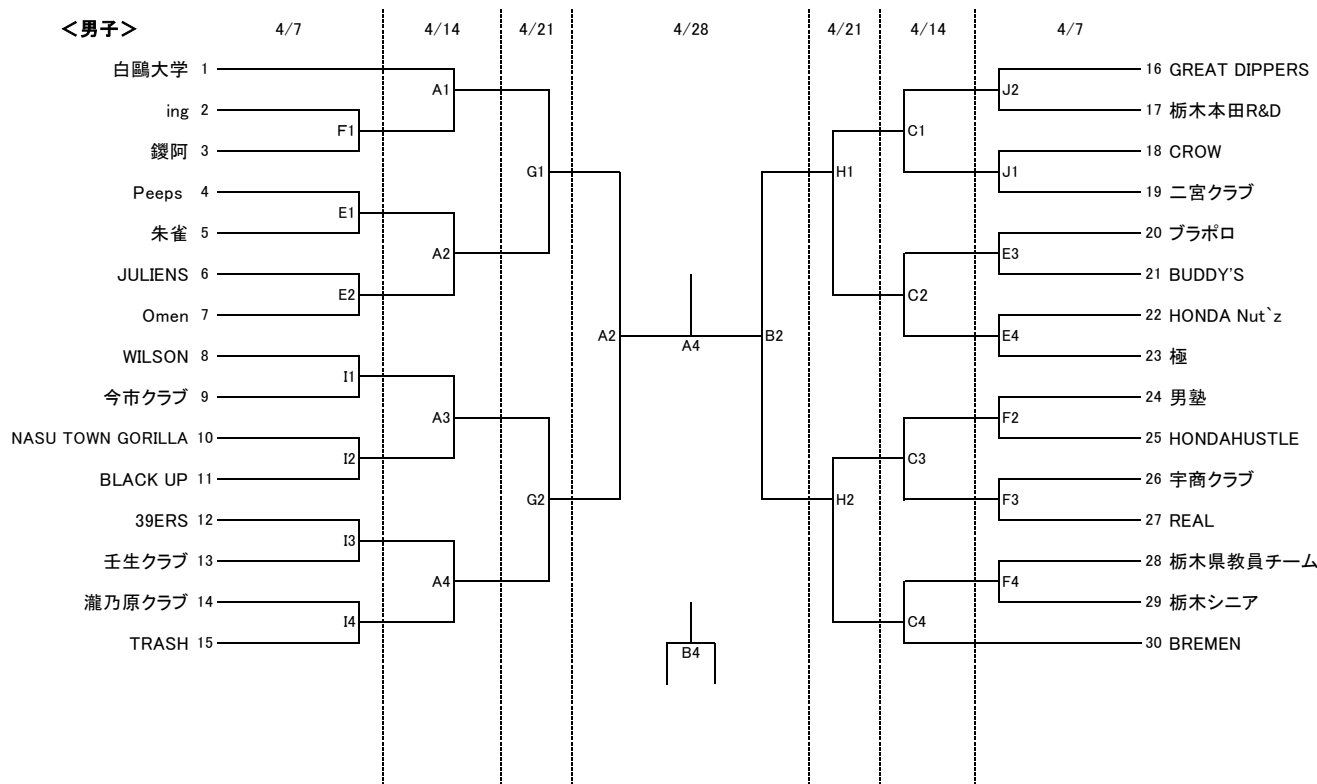 <男子> 4/7 4/14 4/21 4/28 4/21 4/14 4/7
白鷗大学 1 16 GREAT DIPPERS
A1 J2
ing 2 17 栃木本田R&D
F1 C1
鑁阿 3 18 CROW
G1 H1 J1
Peeps 4 19 二宮クラブ
E1
朱雀 5 20 ブラポロ
A2 E3
JULIENS 6 21 BUDDY'S
E2 C2
Omen 7 22 HONDA Nut`z
A2 A4 B2 E4
WILSON 8 23 極
I1
今市クラブ 9 24 男塾
A3 F2
NASU TOWN GORILLA 10 25 HONDAHUSTLE
I2 C3
BLACK UP 11 26 宇商クラブ
G2 H2 F3
39ERS 12 27 REAL
I3
壬生クラブ 13 28 栃木県教員チーム
A4 F4
瀧乃原クラブ 14 29 栃木シニア
I4 C4
TRASH 15 30 BREMEN
B4